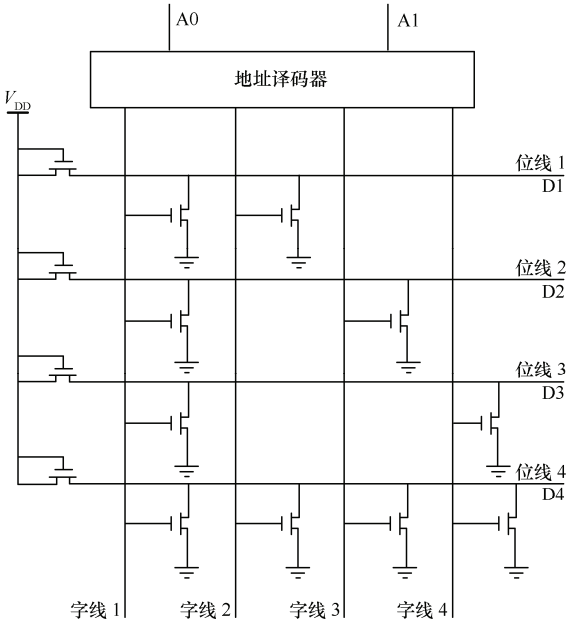 A0
A1
地址译码器
VDD
位线 1
D1
位线 2
D2
位线 3
D3
位线 4
D4
字线 1
字线 2
字线 3
字线 4